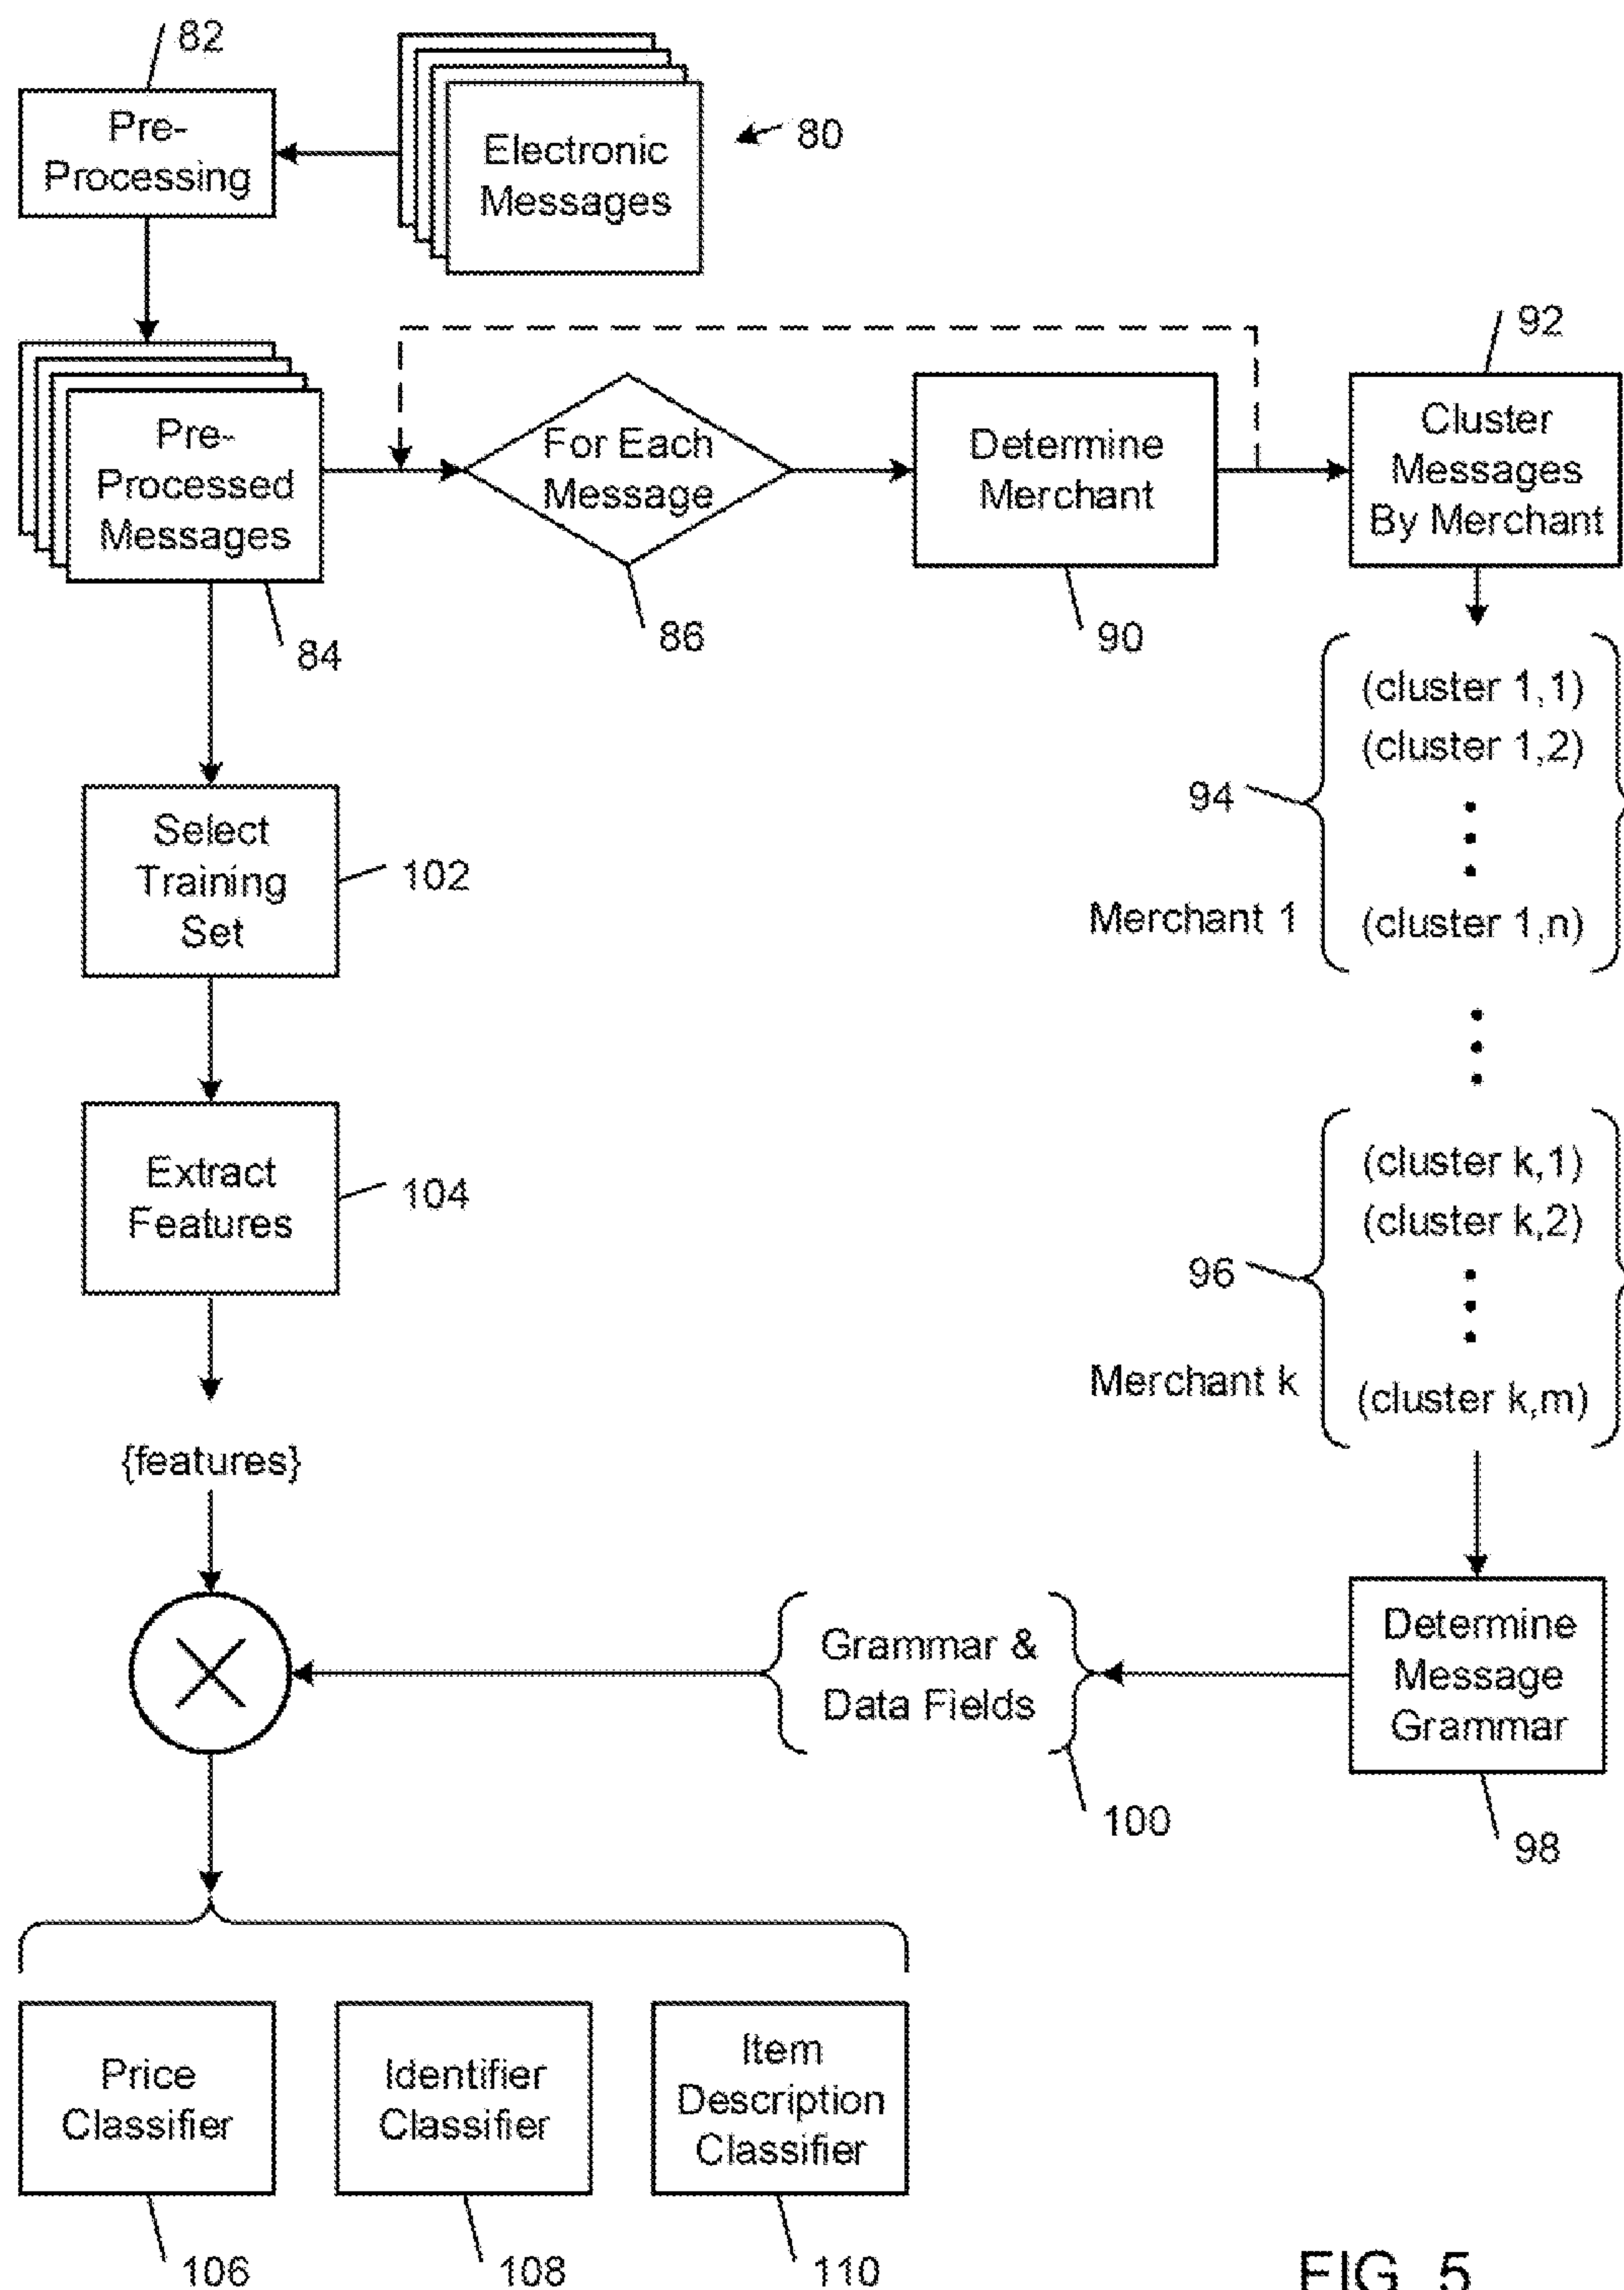 82
Pre-
Processing
Electronic
Messages
80
92
Pre-
Processed
Messages
84
For Each
Message
86
Determine
Merchant
90
Cluster
Messages
By Merchant
(cluster 1,1)
(cluster 1,2)
94
Merchant 1
(cluster 1,n)
Select
Training
Set
102
Extract
Features
104
(cluster k,1)
(cluster k,2)
96
Merchant k
(cluster k,m)
{features}
Grammar &
Data Fields
100
Determine
Message
Grammar
98
Price
Classifier
Identifier
Classifier
Item
Description
Classifier
106
108
110
FIG. 5